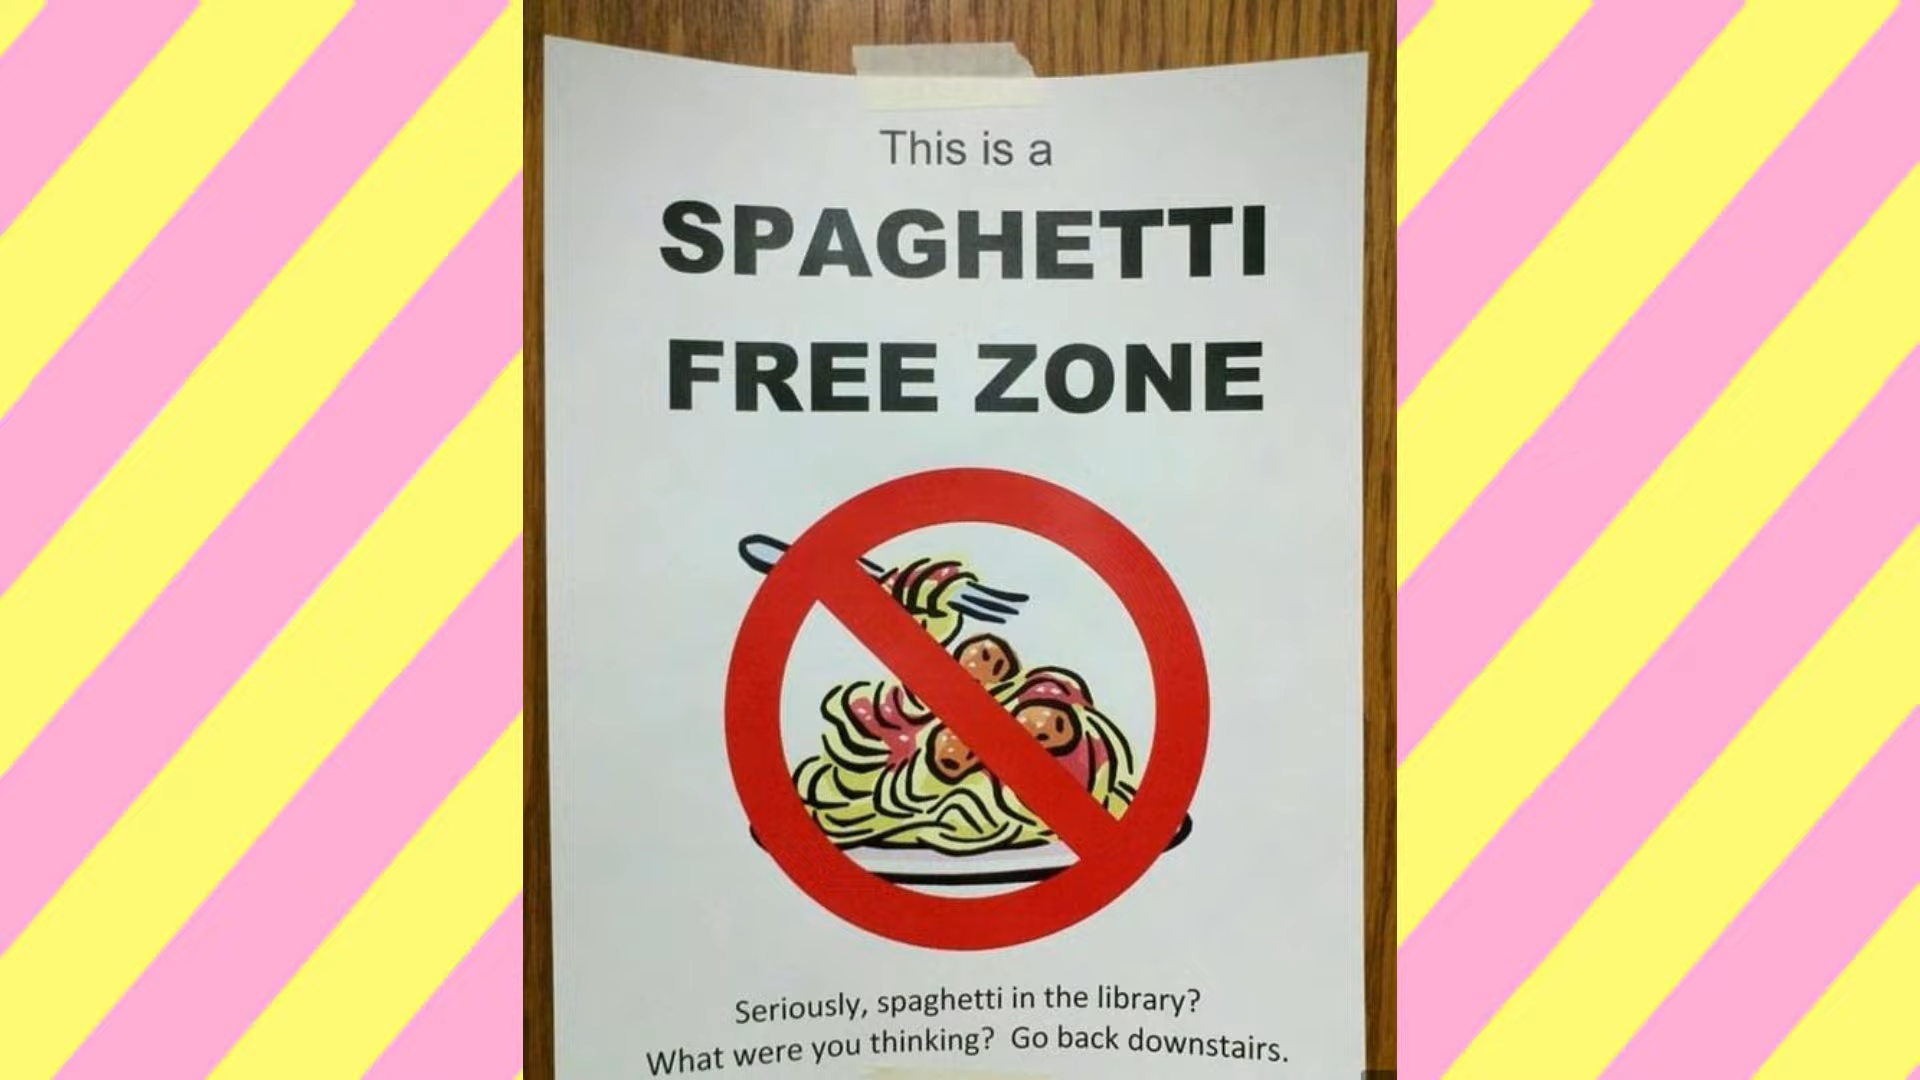 This is a
SPAGHETTI
FREE ZONE
Seriously, spaghetti in the library?
What were you thinking?  Go back downstairs.